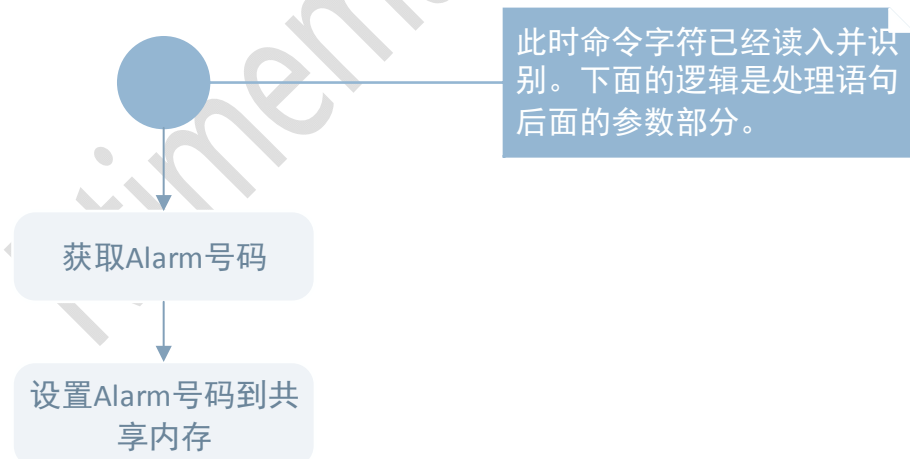 此时命令字符已经读入并识
别。下面的逻辑是处理语句
后面的参数部分。
获取Alarm号码
设置Alarm号码到共
享内存